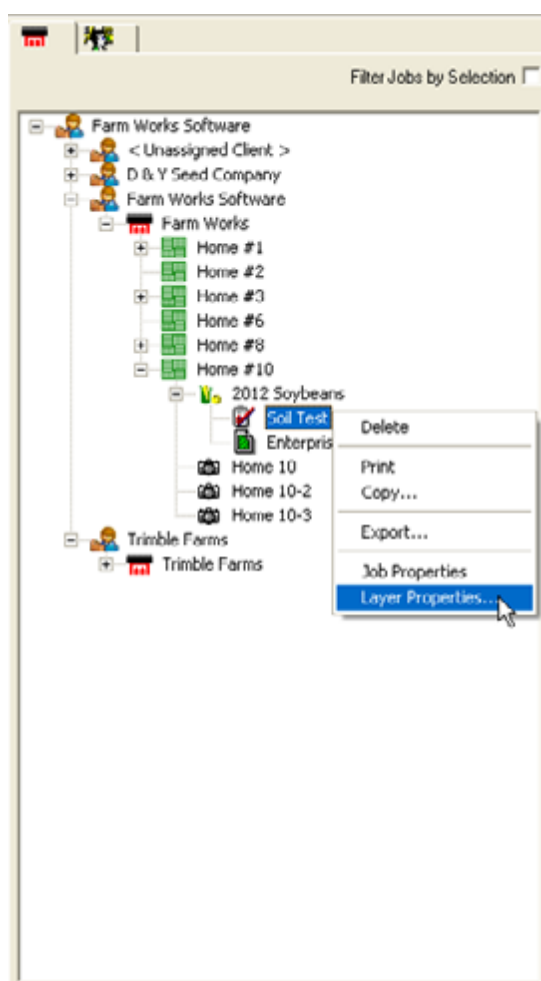 Filter Jobs by Selection
Farm Works Software
< Unassigned Client >
D & Y Seed Company
Farm Works Software
Farm Works
Home #1
Home #2
Home #3
Home #6
Home #8
Home #10
2012 Soybeans
Soil Test
Enterpris
Home 10
Home 10-2
Home 10-3
Trimble Farms
Trimble Farms
Delete
Print
Copy...
Export...
Job Properties
Layer Properties...